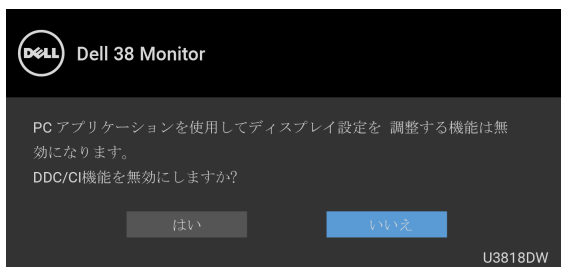 DELL
Dell 38 Monitor
PC アプリケーションを使用してディスプレイ設定を 調整する機能は無
効になります。
DDC/CI機能を無効にしますか?
はい
いいえ
U3818DW